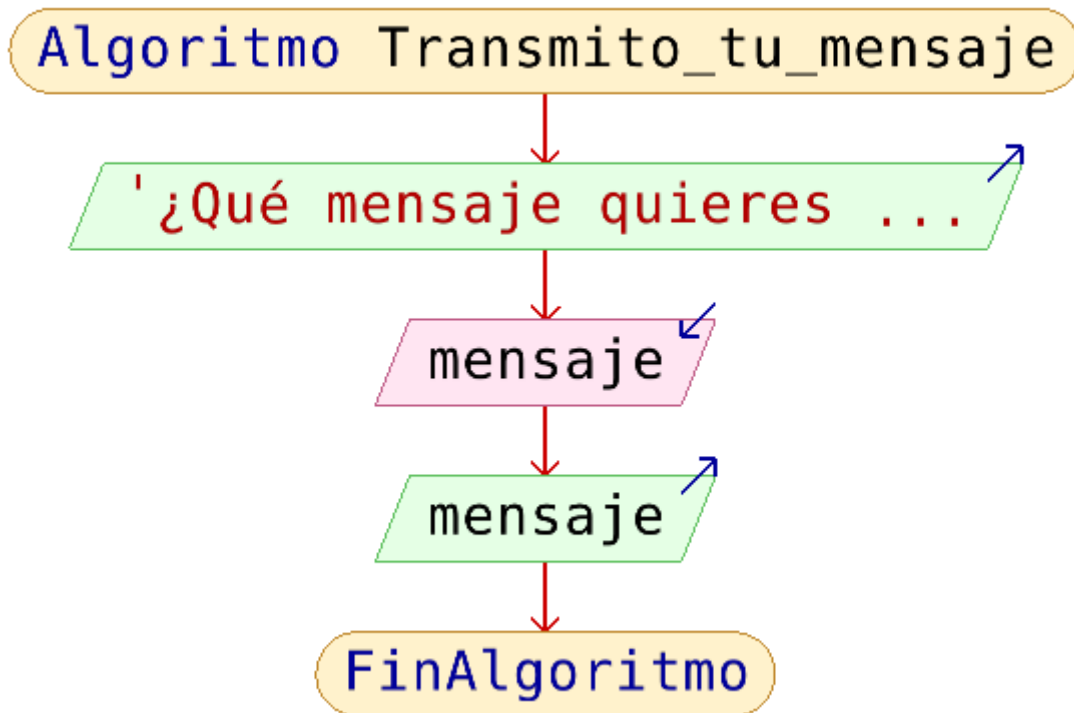 Algoritmo Transmito_tu_mensaje
'¿Qué mensaje quieres ...
mensaje
mensaje
FinAlgoritmo